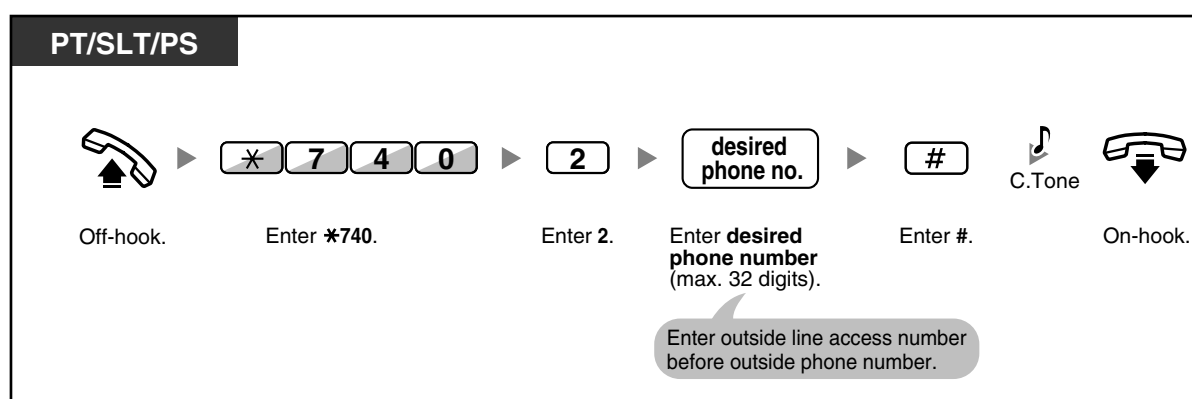 PT/SLT/PS
✳ 7 4 0
2
desired
phone no.
#
C.Tone
Off-hook.
Enter ✳740.
Enter 2.
Enter desired
phone number
(max. 32 digits).
Enter #.
On-hook.
Enter outside line access number
before outside phone number.